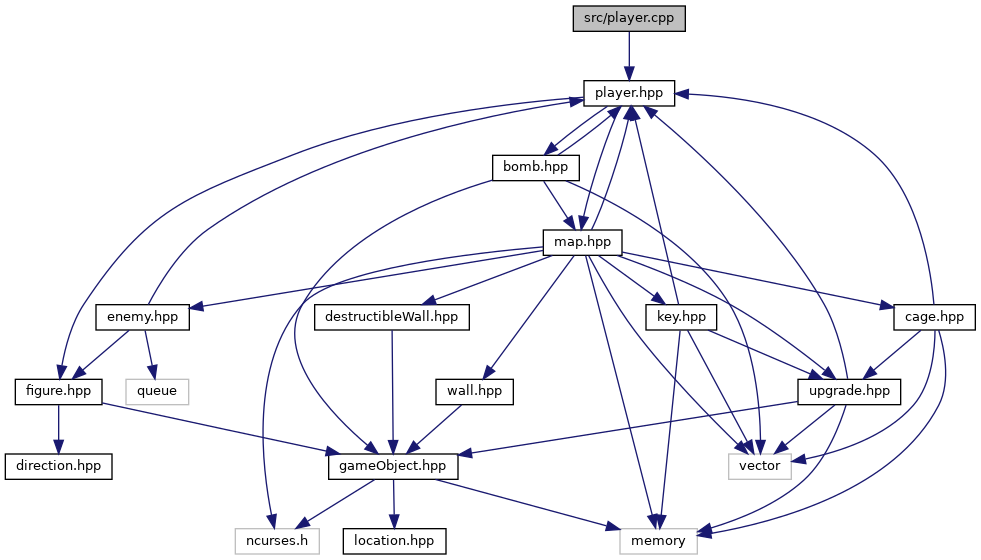 src/player.cpp
player.hpp
bomb.hpp
map.hpp
enemy.hpp
destructibleWall.hpp
key.hpp
cage.hpp
figure.hpp
queue
wall.hpp
upgrade.hpp
direction.hpp
gameObject.hpp
vector
ncurses.h
location.hpp
memory